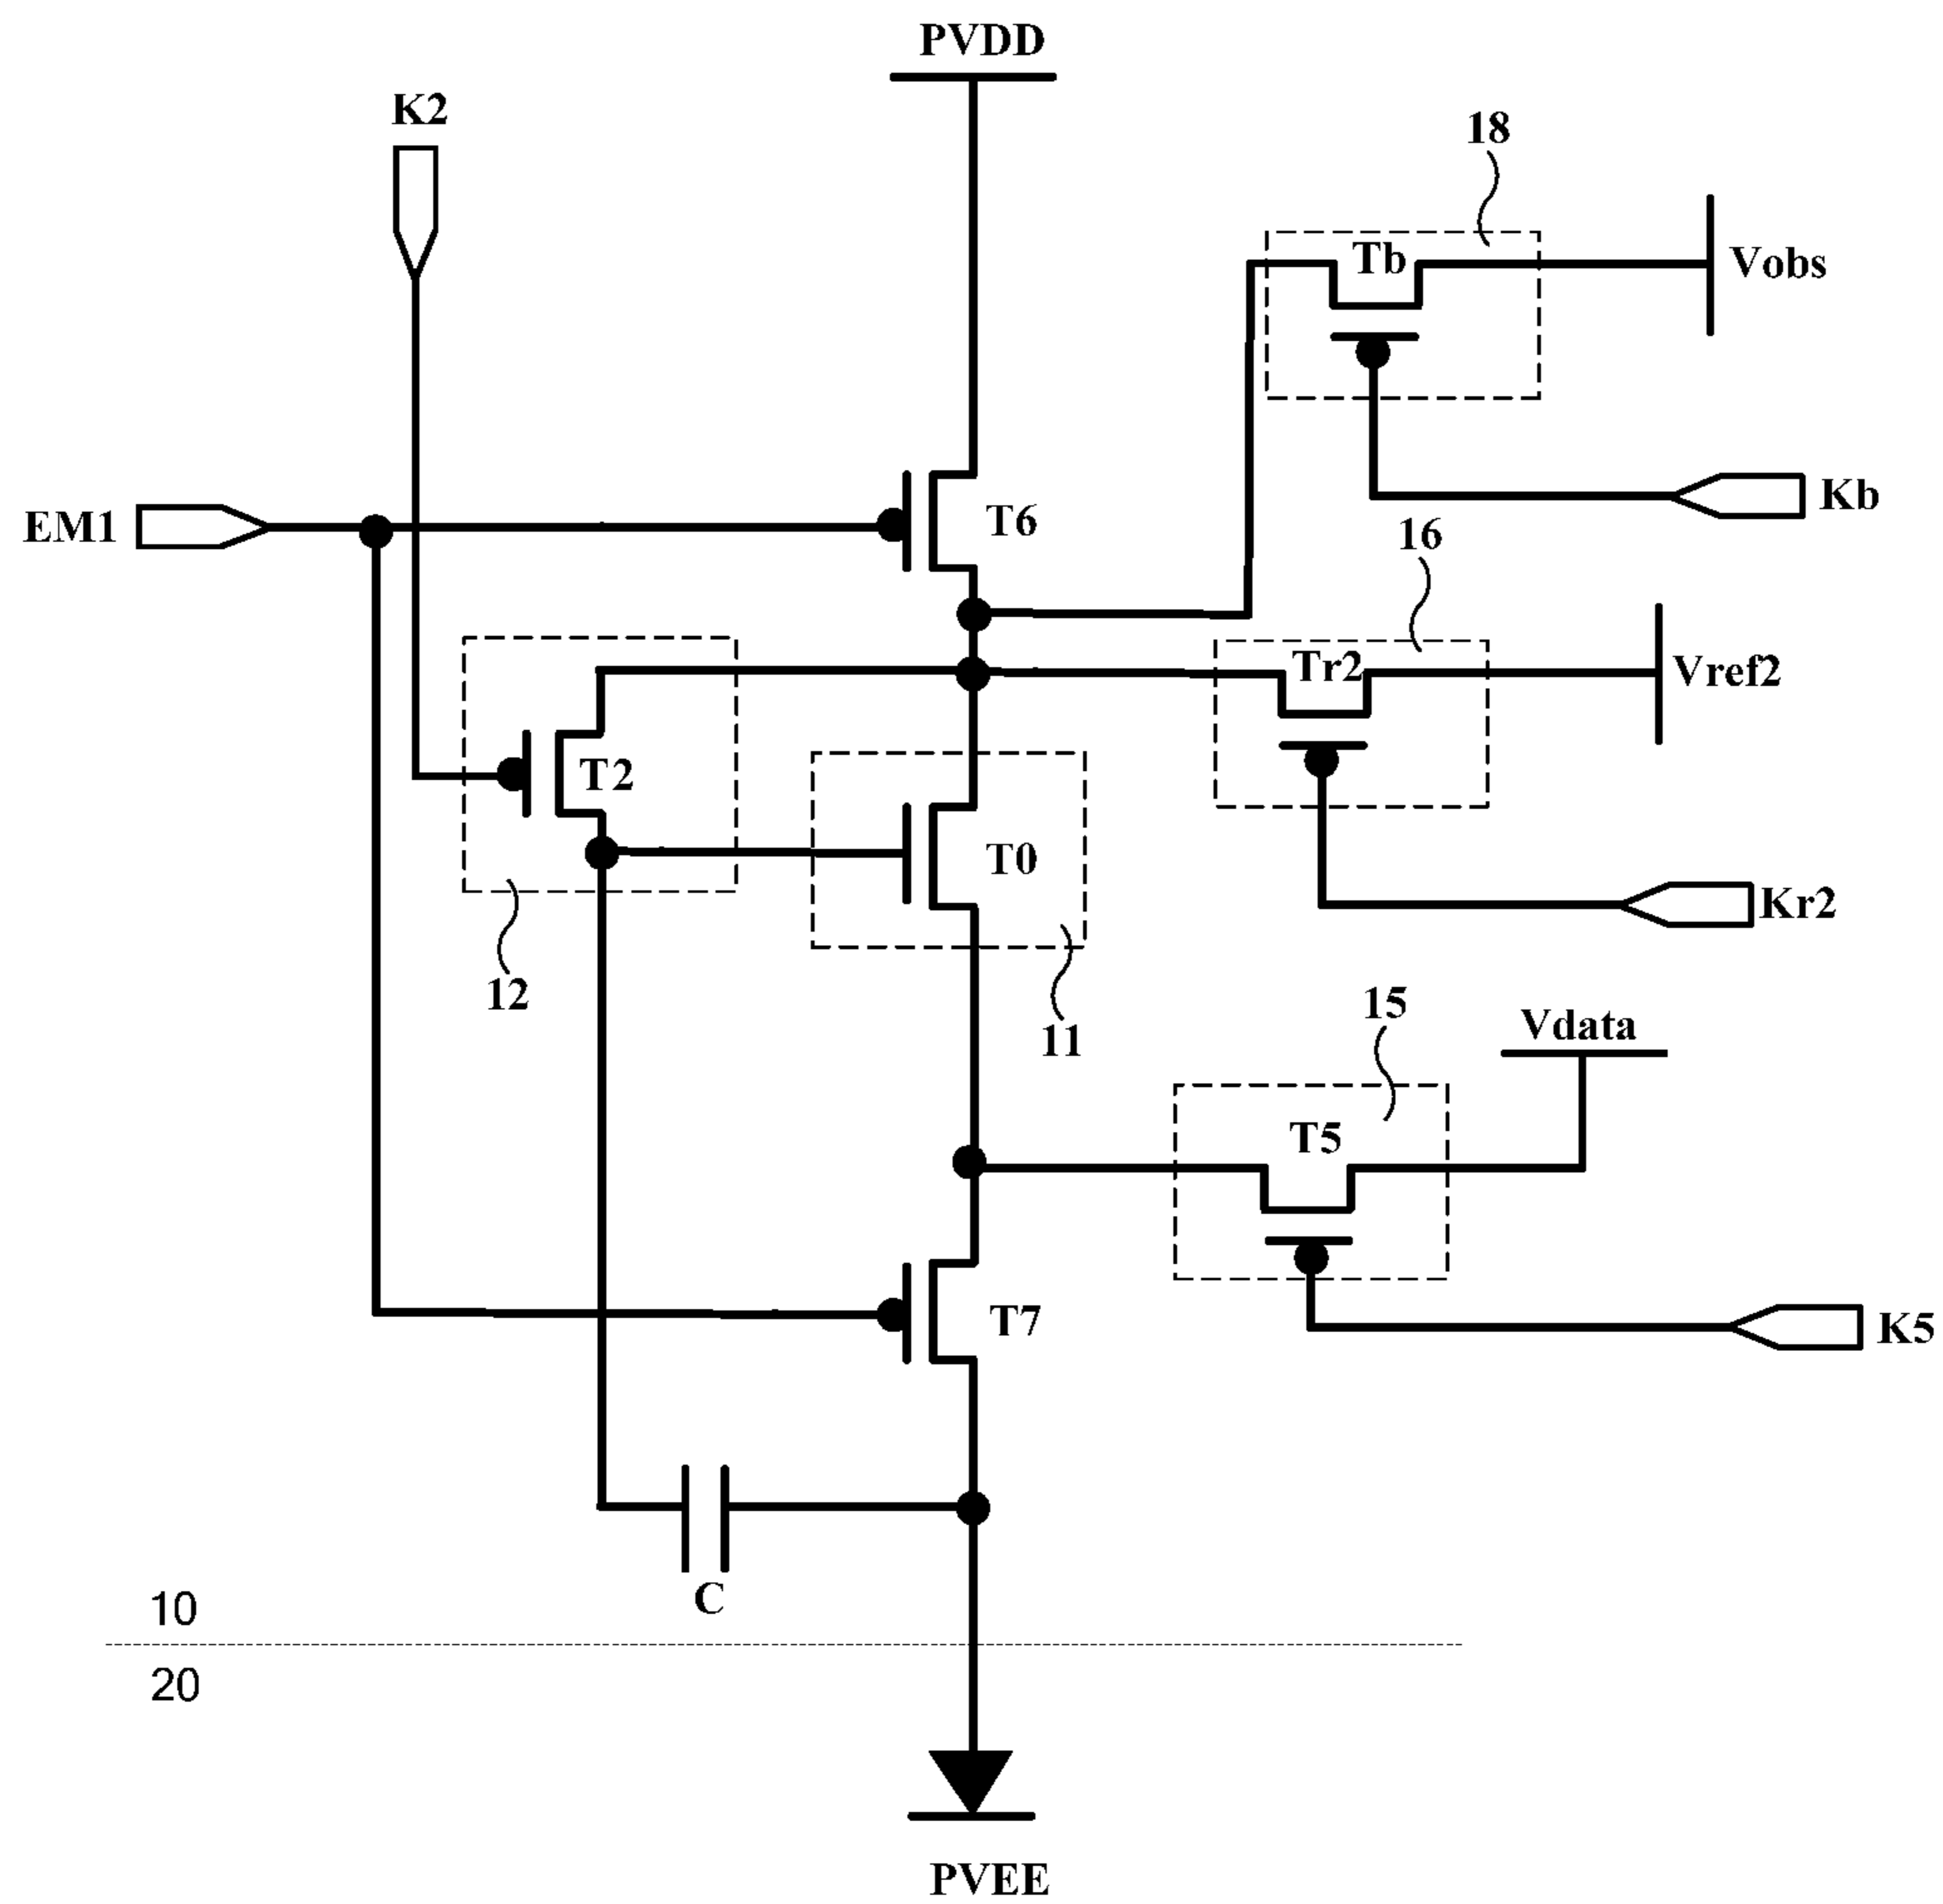 PVDD
K2
18
Tb
Vobs
Kb
EM1
T6
16
Tr2
Vref2
T2
T0
Kr2
12
11
15
Vdata
T5
T7
K5
C
10
20
PVEE